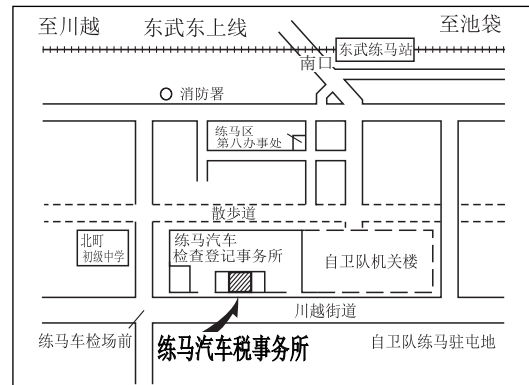 至川越
东武东上线
至池袋
东武练马站
南口
消防署
练马区
第八办事处
散步道
北町
初级中学
练马汽车
检查登记事务所
自卫队机关楼
川越街道
练马车检场前
练马汽车税事务所
自卫队练马驻屯地